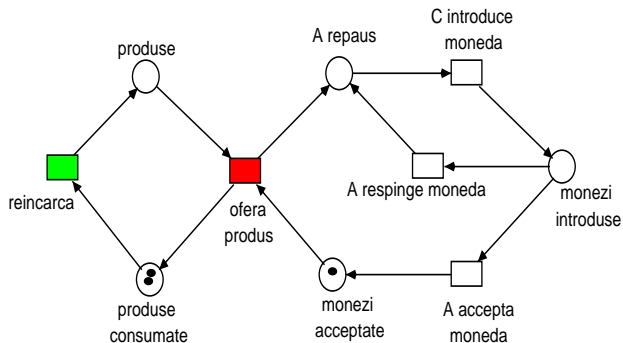 produse
A repaus
C introduce
moneda
reincarca
ofera
produs
A respinge moneda
monezi
introduse
produse
consumate
monezi
acceptate
A accepta
moneda